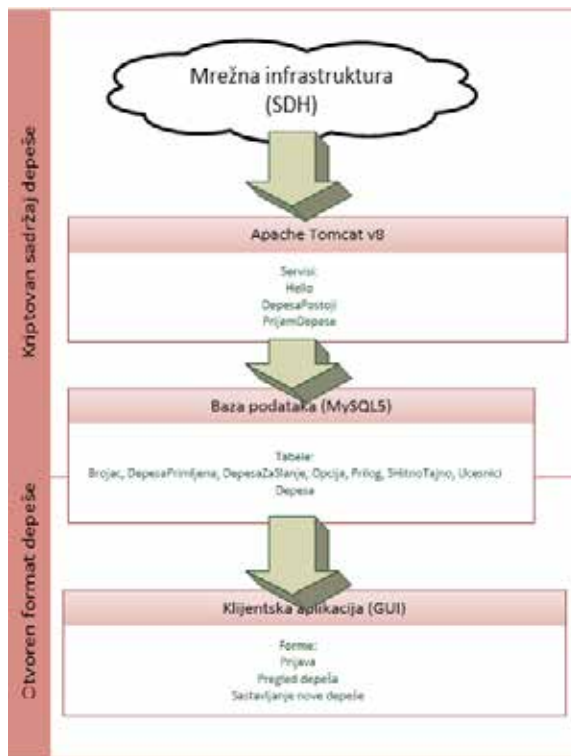 Mrežna infrastruktura
(SDH)
Kriptovan sadržaj depeše
Apache Tomcat v8
Servisi:
Hello
DepesaPostoji
PrijemDepese
Baza podataka (MySQL5)
Tabele:
Brojac, DepesaPrimljena, DepesaZaSlanje, Opcija, Prilog, SHitnoTajno, Ucesnici
Depesa
Otvoren format depeše
Klijentska aplikacija (GUI)
Forme:
Prijava
Pregled depeša
Sastavljanje nove depeše